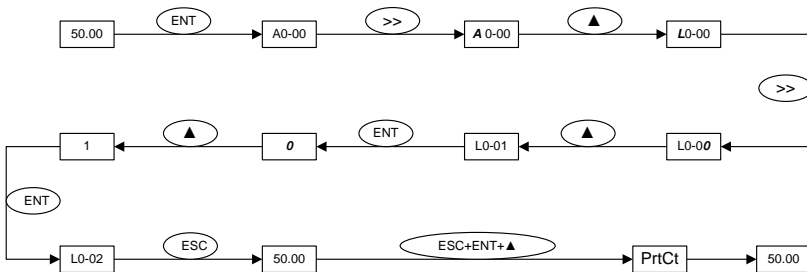 50.00 ENT A0-00 >> A 0-00 ▲ L0-00
>>
1 ▲ 0 ENT L0-01 ▲ L0-00
ENT
L0-02 ESC 50.00 ESC+ENT+▲ PrtCt 50.00